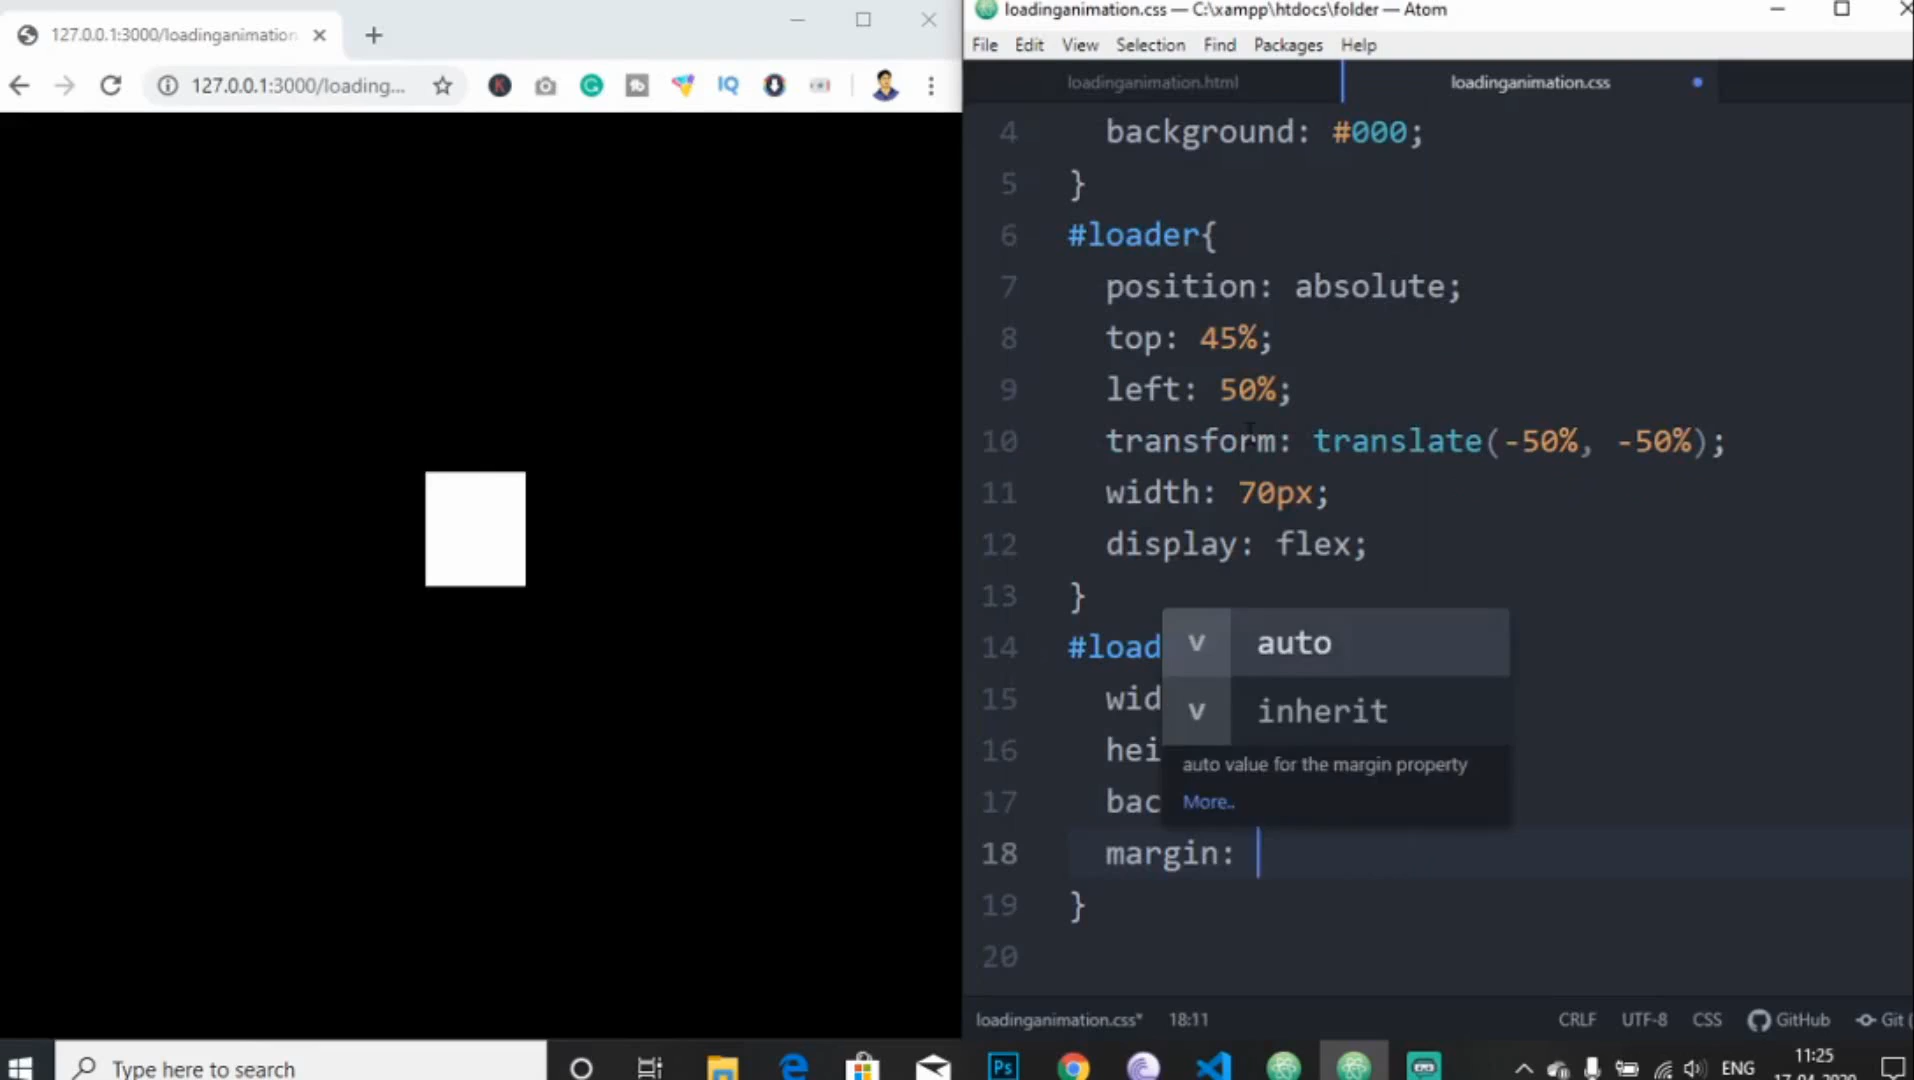 127.0.0.1:3000/loadinganimation
127.0.0.1:3000/loading...
IQ
loadinganimation.css — C:\xampp\htdocs\folder — Atom
File Edit View Selection Find Packages Help
loadinganimation.html loadinganimation.css
4 background: #000;
5 }
6 #loader{
7 position: absolute;
8 top: 45%;
9 left: 50%;
10 transform: translate(-50%, -50%);
11 width: 70px;
12 display: flex;
13 }
14 #load
v auto
15 wid
v inherit
16 hei
auto value for the margin property
17 bac
More..
18 margin:
19 }
20
loadinganimation.css* 18:11 CRLF UTF-8 CSS GitHub Git (
Type here to search
Ps
ENG
11:25